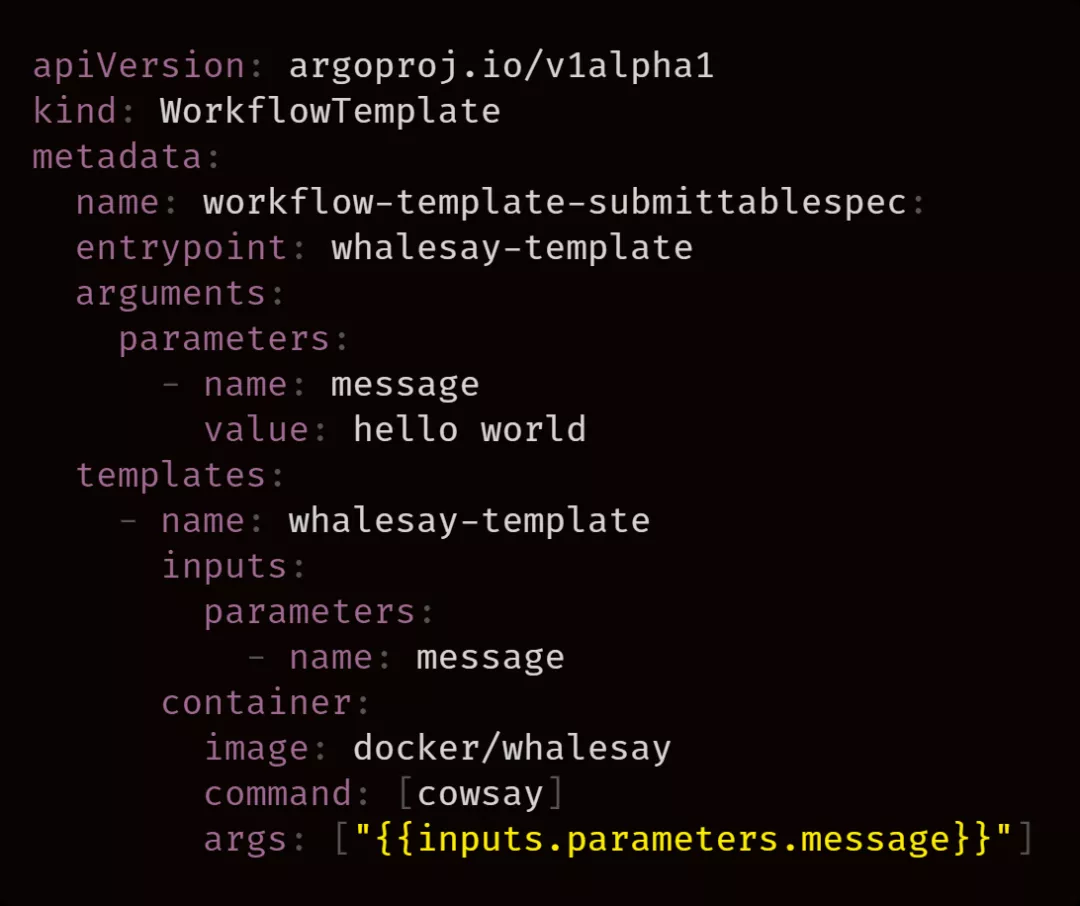 apiVersion: argoproj.io/v1alpha1
kind: WorkflowTemplate
metadata:
  name: workflow-template-submittablespec:
  entrypoint: whalesay-template
  arguments:
    parameters:
      - name: message
        value: hello world
  templates:
    - name: whalesay-template
      inputs:
        parameters:
          - name: message
      container:
        image: docker/whalesay
        command: [cowsay]
        args: ["{{inputs.parameters.message}}"]